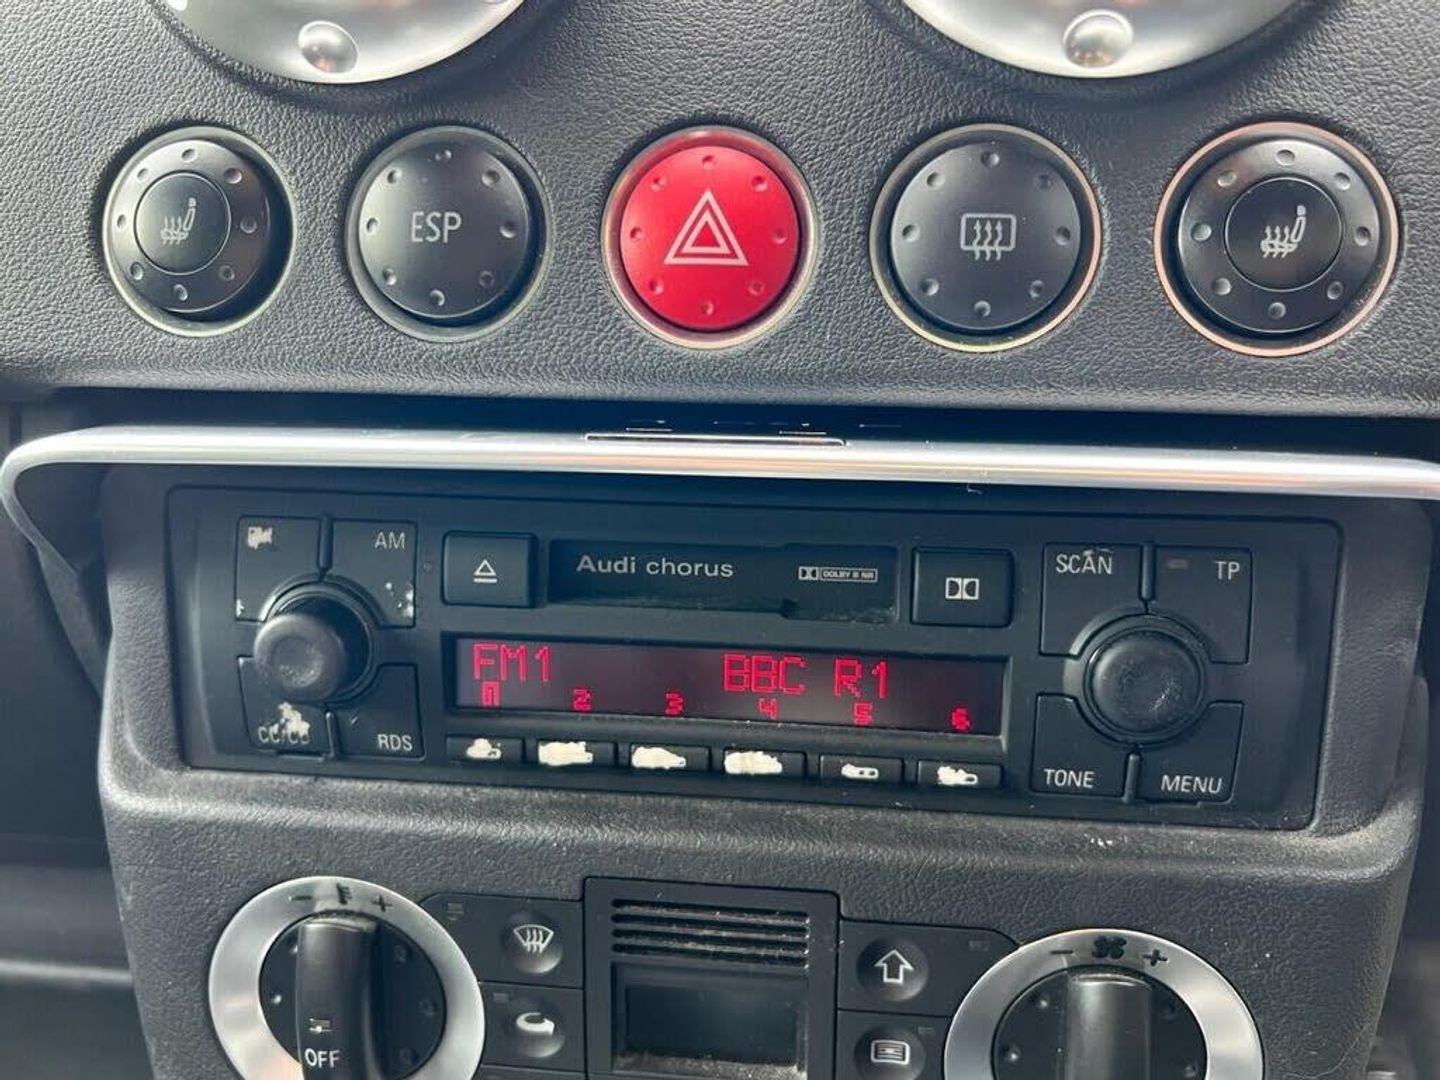 ESP
AM
Audi chorus
DOLBY B NR
SCAN
TP
FM1 BBC R1
1 2 3 4 5 6
CC/CD
RDS
TONE
MENU
- +
- +
OFF